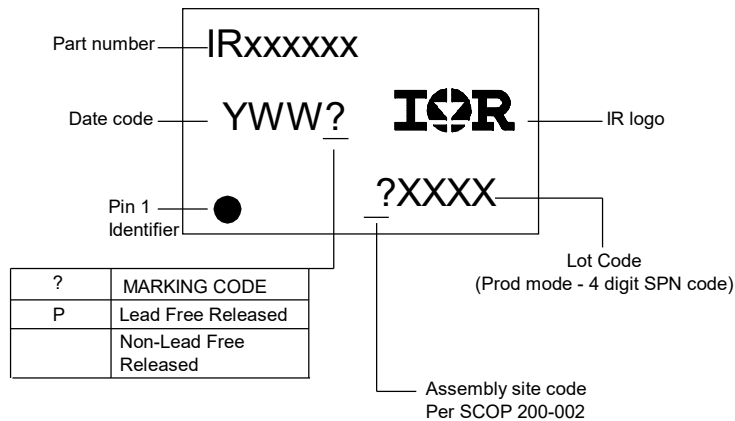 Part number
IRxxxxxx
Date code
YWW?
IOR
IR logo
?XXXX
Pin 1
Identifier
Lot Code
(Prod mode - 4 digit SPN code)
? MARKING CODE
P Lead Free Released
Non-Lead Free
Released
Assembly site code
Per SCOP 200-002